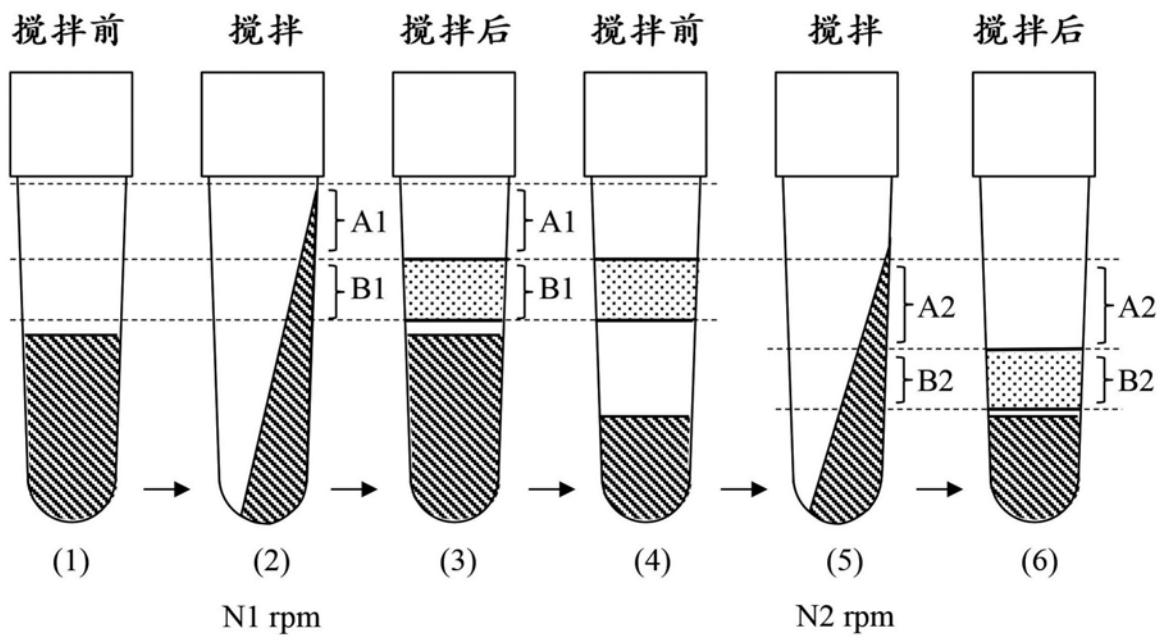 搅拌前 搅拌 搅拌后 搅拌前 搅拌 搅拌后
A1 A1
B1 B1
A2 A2
B2 B2
(1) (2) (3) (4) (5) (6)
N1 rpm N2 rpm